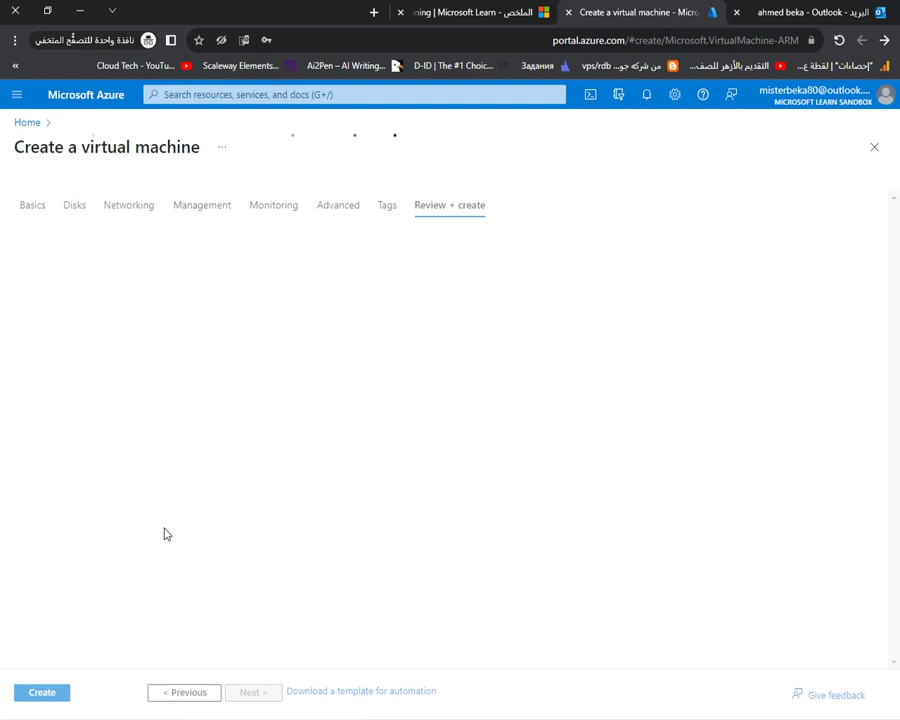 ining | Microsoft Learn - الملخص
Create a virtual machine - Micro
البريد - ahmed beka - Outlook
نافذة واحدة للتصفُّح المتخفي
portal.azure.com/#create/Microsoft.VirtualMachine-ARM
«
Cloud Tech - YouTu...
Scaleway Elements...
Ai2Pen – AI Writing...
D-ID | The #1 Choic...
Задания
من شركه جو... vps/rdb
التقديم بالأزهر للصف...
"إحصاءات" | لقطة ع...
Microsoft Azure
Search resources, services, and docs (G+/)
misterbeka80@outlook....
MICROSOFT LEARN SANDBOX
Home >
Create a virtual machine ...
Basics
Disks
Networking
Management
Monitoring
Advanced
Tags
Review + create
Create
< Previous
Next >
Download a template for automation
Give feedback